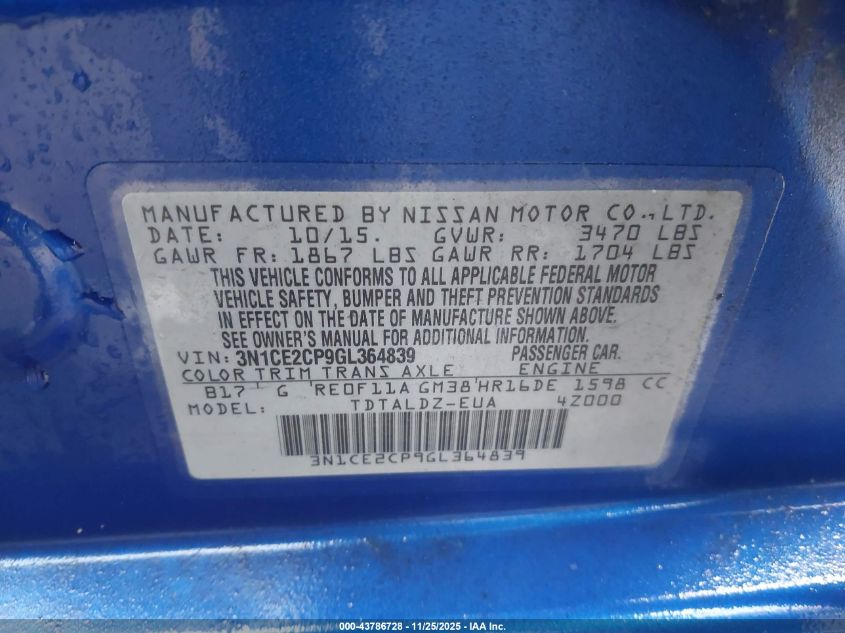 MANUFACTURED BY NISSAN MOTOR CO., LTD.
DATE: 10/15. GVWR: 3470 LBS
GAWR FR: 1867 LBS GAWR RR: 1704 LBS
THIS VEHICLE CONFORMS TO ALL APPLICABLE FEDERAL MOTOR
VEHICLE SAFETY, BUMPER AND THEFT PREVENTION STANDARDS
IN EFFECT ON THE DATE OF MANUFACTURE SHOWN ABOVE.
SEE OWNER'S MANUAL FOR ADDITIONAL INFORMATION.
VIN: 3N1CE2CP9GL364839 PASSENGER CAR.
COLOR TRIM TRANS AXLE ENGINE
B17 G RE0F11A GM38 HR16DE 1598 CC
MODEL: TDTALDZ-EUA 4Z000
3N1CE2CP9GL364839
000-43786728 - 11/25/2025 - IAA Inc.